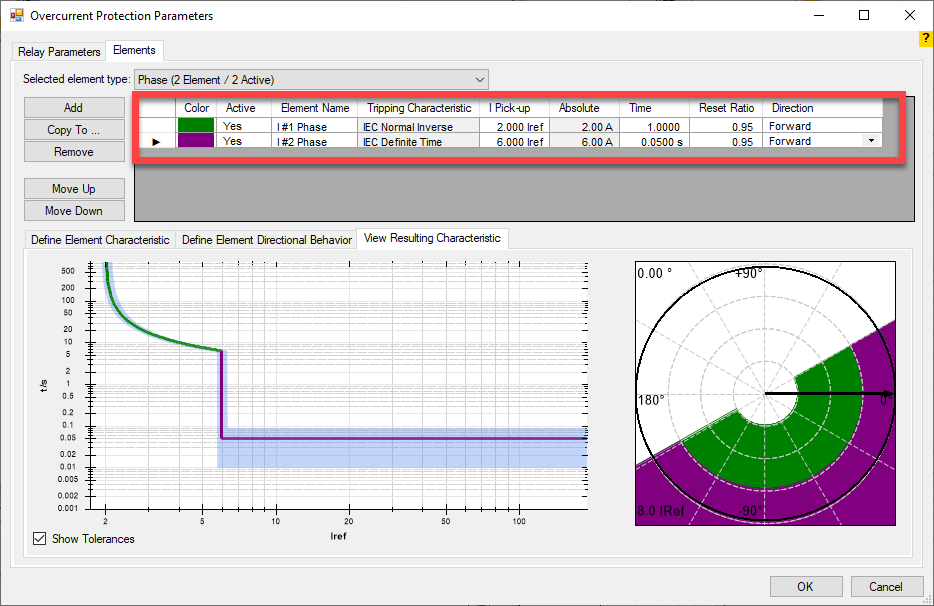 Overcurrent Protection Parameters
?
Relay Parameters Elements
Selected element type: Phase (2 Element / 2 Active)
Add
Copy To ...
Remove
Move Up
Move Down
Color Active Element Name Tripping Characteristic I Pick-up Absolute Time Reset Ratio Direction
Yes I #1 Phase IEC Normal Inverse 2.000 Iref 2.00 A 1.0000 0.95 Forward
Yes I #2 Phase IEC Definite Time 6.000 Iref 6.00 A 0.0500 s 0.95 Forward
Define Element Characteristic Define Element Directional Behavior View Resulting Characteristic
500
200
100
50
20
10
5
2
1
0.5
0.2
0.1
0.05
0.02
0.01
0.005
0.002
0.001
t/s
2 5 10 20 50 100
Iref
0.00 ° +90°
180° 0°
8.0 IRef -90°
Show Tolerances
OK Cancel